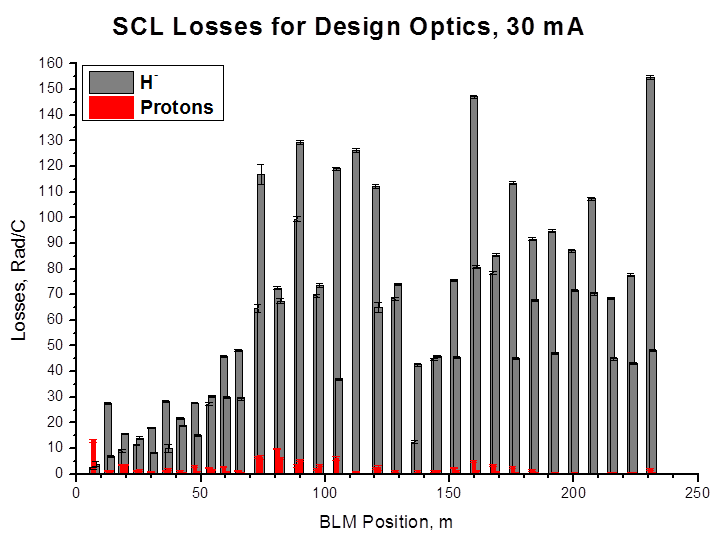 SCL Losses for Design Optics, 30 mA
H-
Protons
Losses, Rad/C
160
150
140
130
120
110
100
90
80
70
60
50
40
30
20
10
0
0 50 100 150 200 250
BLM Position, m